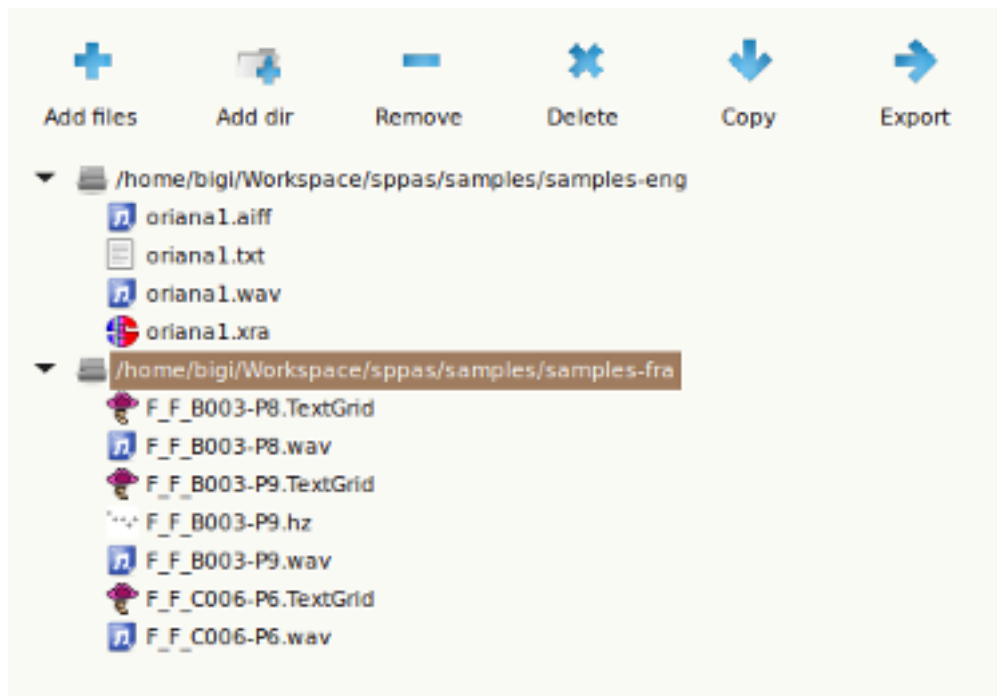 Add files Add dir Remove Delete Copy Export
/home/bigi/Workspace/sppas/samples/samples-eng
oriana1.aiff
oriana1.txt
oriana1.wav
oriana1.xra
/home/bigi/Workspace/sppas/samples/samples-fra
F_F_B003-P8.TextGrid
F_F_B003-P8.wav
F_F_B003-P9.TextGrid
F_F_B003-P9.hz
F_F_B003-P9.wav
F_F_C006-P6.TextGrid
F_F_C006-P6.wav